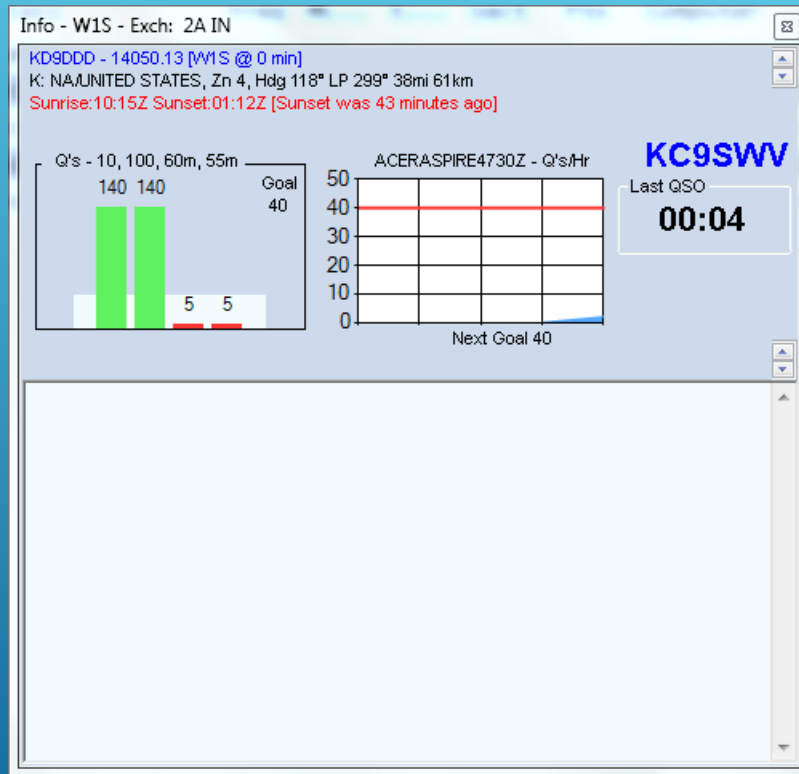 Info - W1S - Exch:  2A IN
KD9DDD - 14050.13 [W1S @ 0 min]
K: NA/UNITED STATES, Zn 4, Hdg 118° LP 299° 38mi 61km
Sunrise:10:15Z Sunset:01:12Z [Sunset was 43 minutes ago]
Q's - 10, 100, 60m, 55m
Goal
40
140 140
5 5
ACERASPIRE4730Z - Q's/Hr
50
40
30
20
10
0
Next Goal 40
KC9SWV
Last QSO
00:04